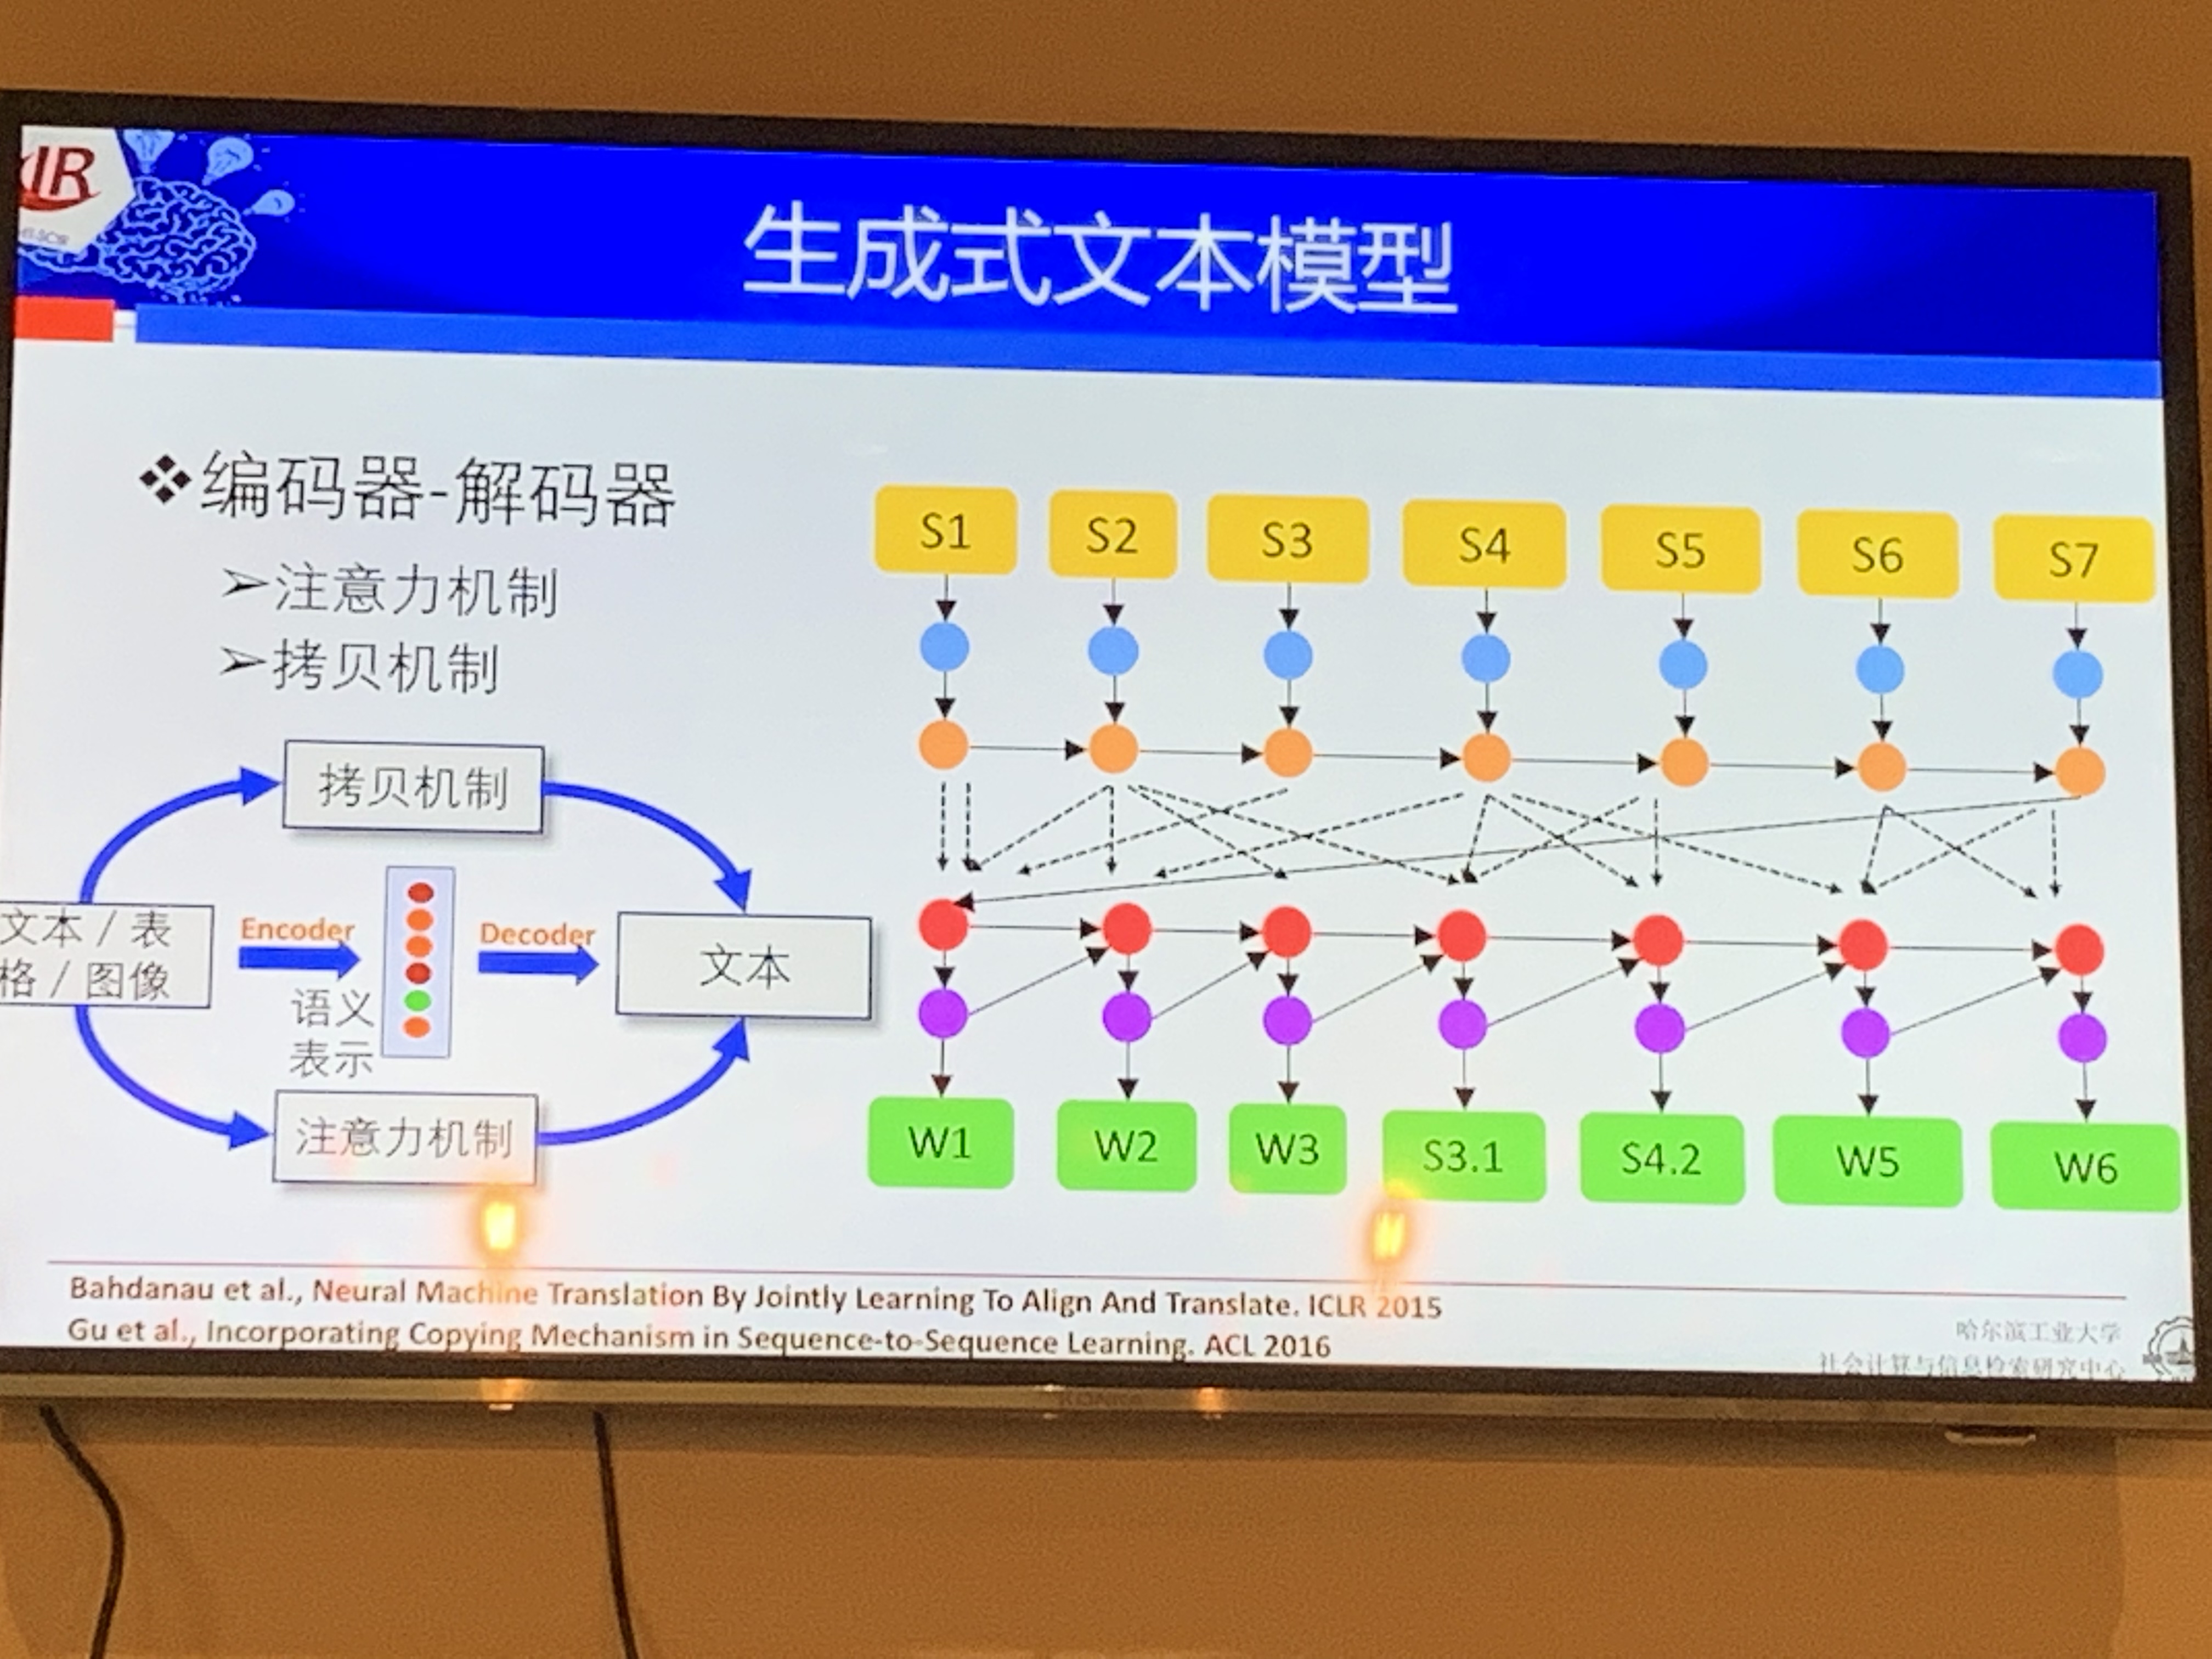 IR
生成式文本模型
❖编码器-解码器
➢注意力机制
➢拷贝机制
S1 S2 S3 S4 S5 S6 S7
拷贝机制
文本 / 表
格 / 图像
Encoder
语义
表示
Decoder
文本
注意力机制
W1 W2 W3 S3.1 S4.2 W5 W6
Bahdanau et al., Neural Machine Translation By Jointly Learning To Align And Translate. ICLR 2015
Gu et al., Incorporating Copying Mechanism in Sequence-to-Sequence Learning. ACL 2016
哈尔滨工业大学
社会计算与信息检索研究中心